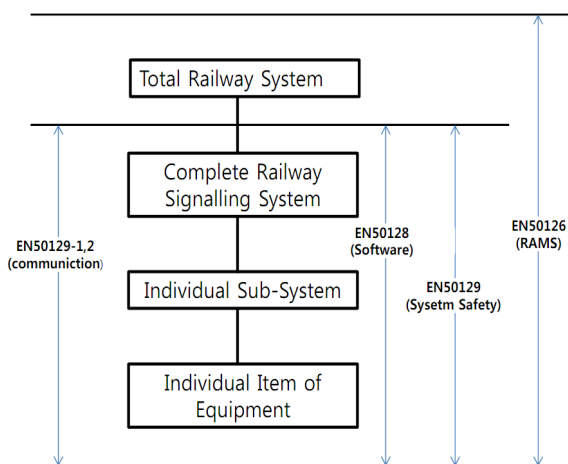 Total Railway System
Complete Railway
Signalling System
EN50129-1,2
(communiction)
EN50128
(Software)
EN50129
(Sysetm Safety)
EN50126
(RAMS)
Individual Sub-System
Individual Item of
Equipment